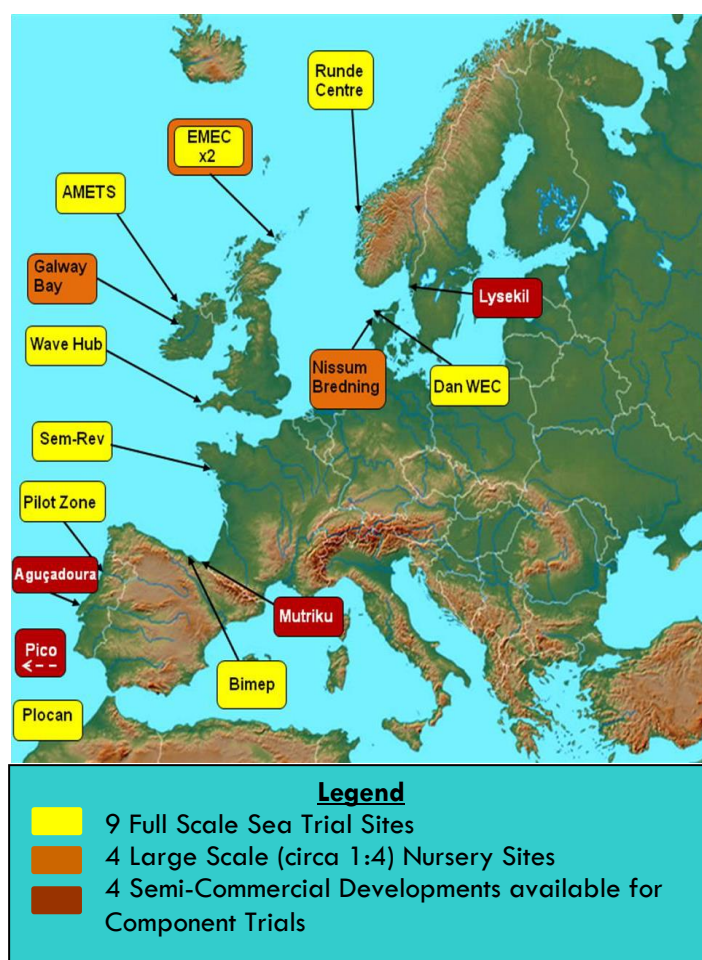 Runde
Centre
EMEC
x2
AMETS
Galway
Bay
Lysekil
Wave Hub
Nissum
Bredning
Dan WEC
Sem-Rev
Pilot Zone
Aguçadoura
Mutriku
Pico
Bimep
Plocan
Legend
9 Full Scale Sea Trial Sites
4 Large Scale (circa 1:4) Nursery Sites
4 Semi-Commercial Developments available for
Component Trials